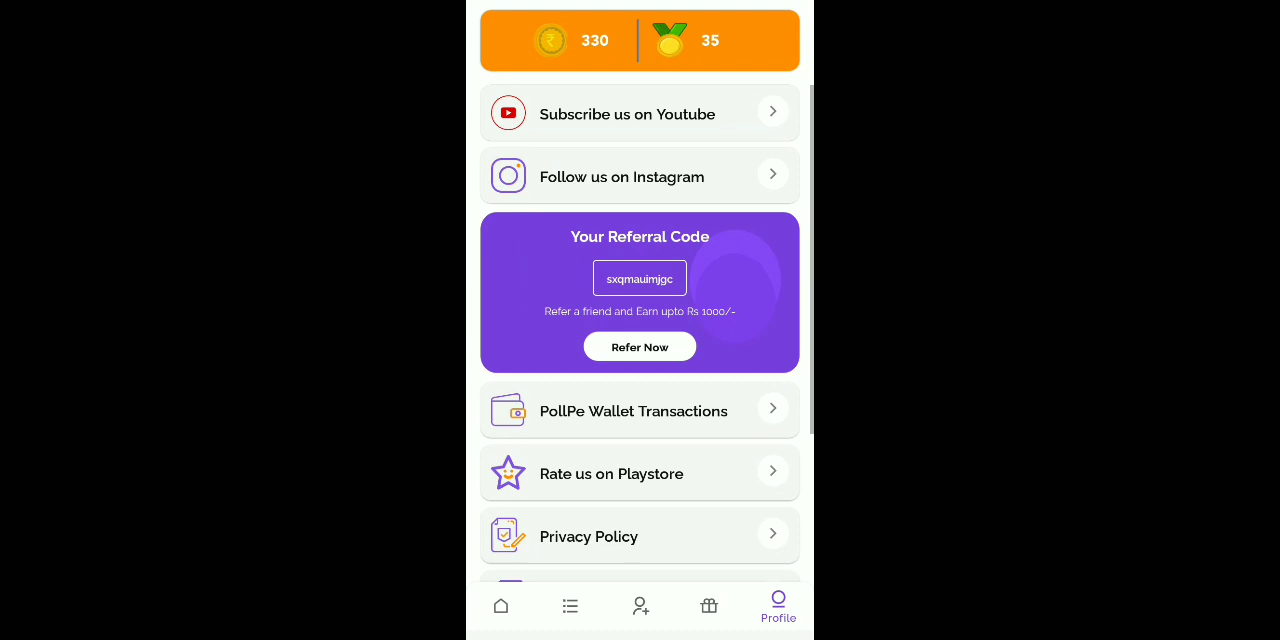 330
35
Subscribe us on Youtube
Follow us on Instagram
Your Referral Code
sxqmauimjgc
Refer a friend and Earn upto Rs 1000/-
Refer Now
PollPe Wallet Transactions
Rate us on Playstore
Privacy Policy
Profile